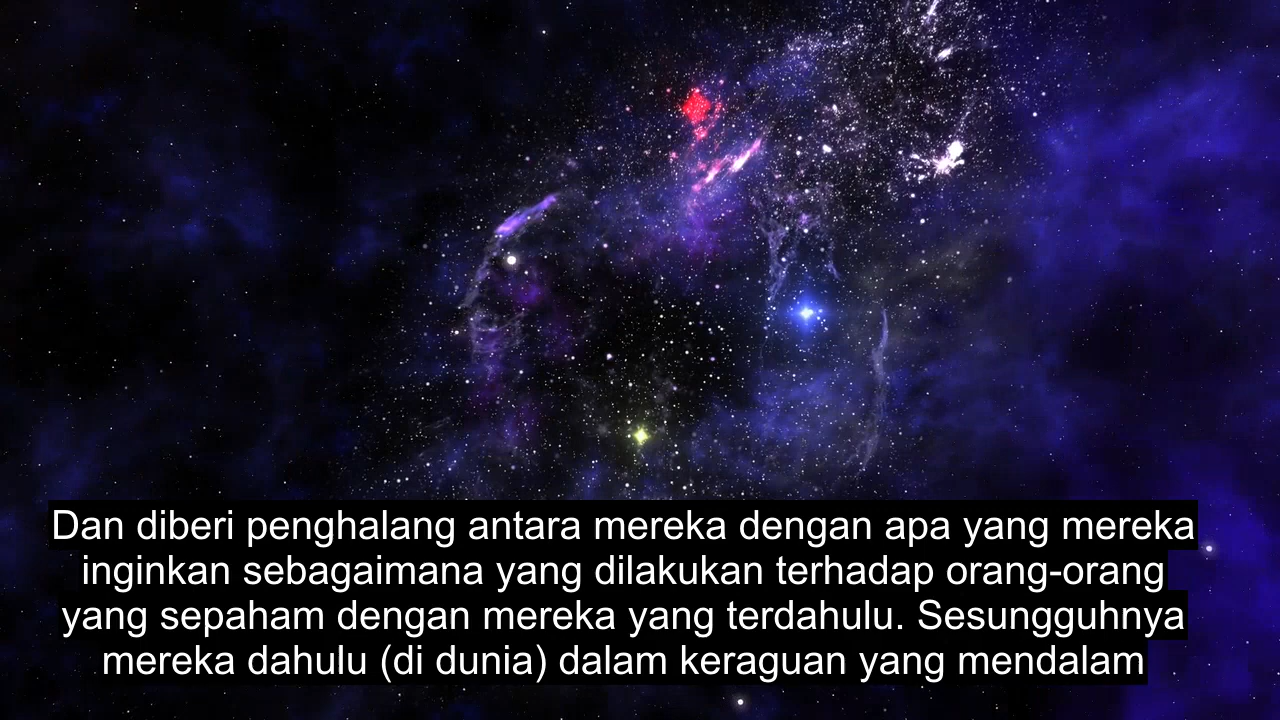 Dan diberi penghalang antara mereka dengan apa yang mereka
inginkan sebagaimana yang dilakukan terhadap orang-orang
yang sepaham dengan mereka yang terdahulu. Sesungguhnya
mereka dahulu (di dunia) dalam keraguan yang mendalam